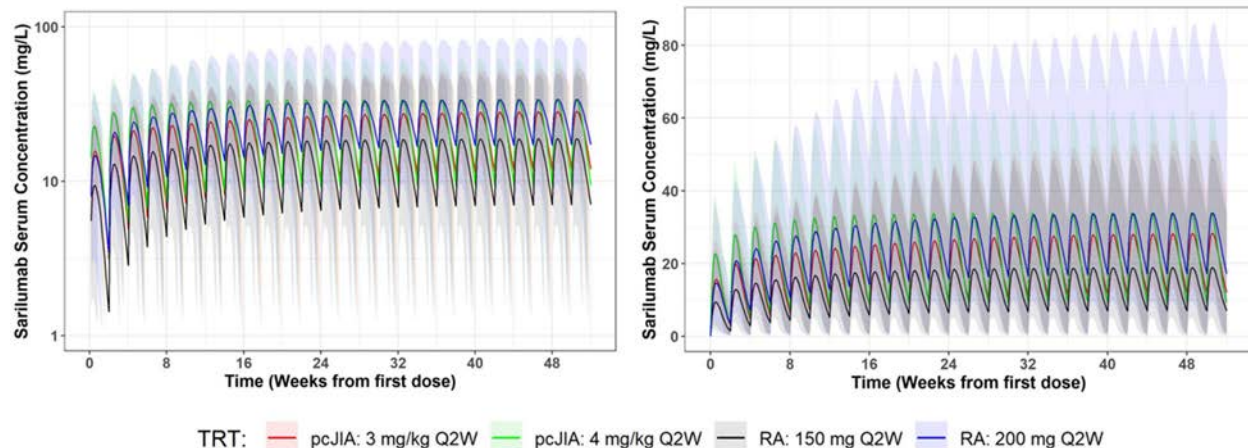 Sarilumab Serum Concentration (mg/L)
100
10
1
0 8 16 24 32 40 48
Time (Weeks from first dose)
Sarilumab Serum Concentration (mg/L)
80
60
40
20
0
0 8 16 24 32 40 48
Time (Weeks from first dose)
TRT: pcJIA: 3 mg/kg Q2W pcJIA: 4 mg/kg Q2W RA: 150 mg Q2W RA: 200 mg Q2W